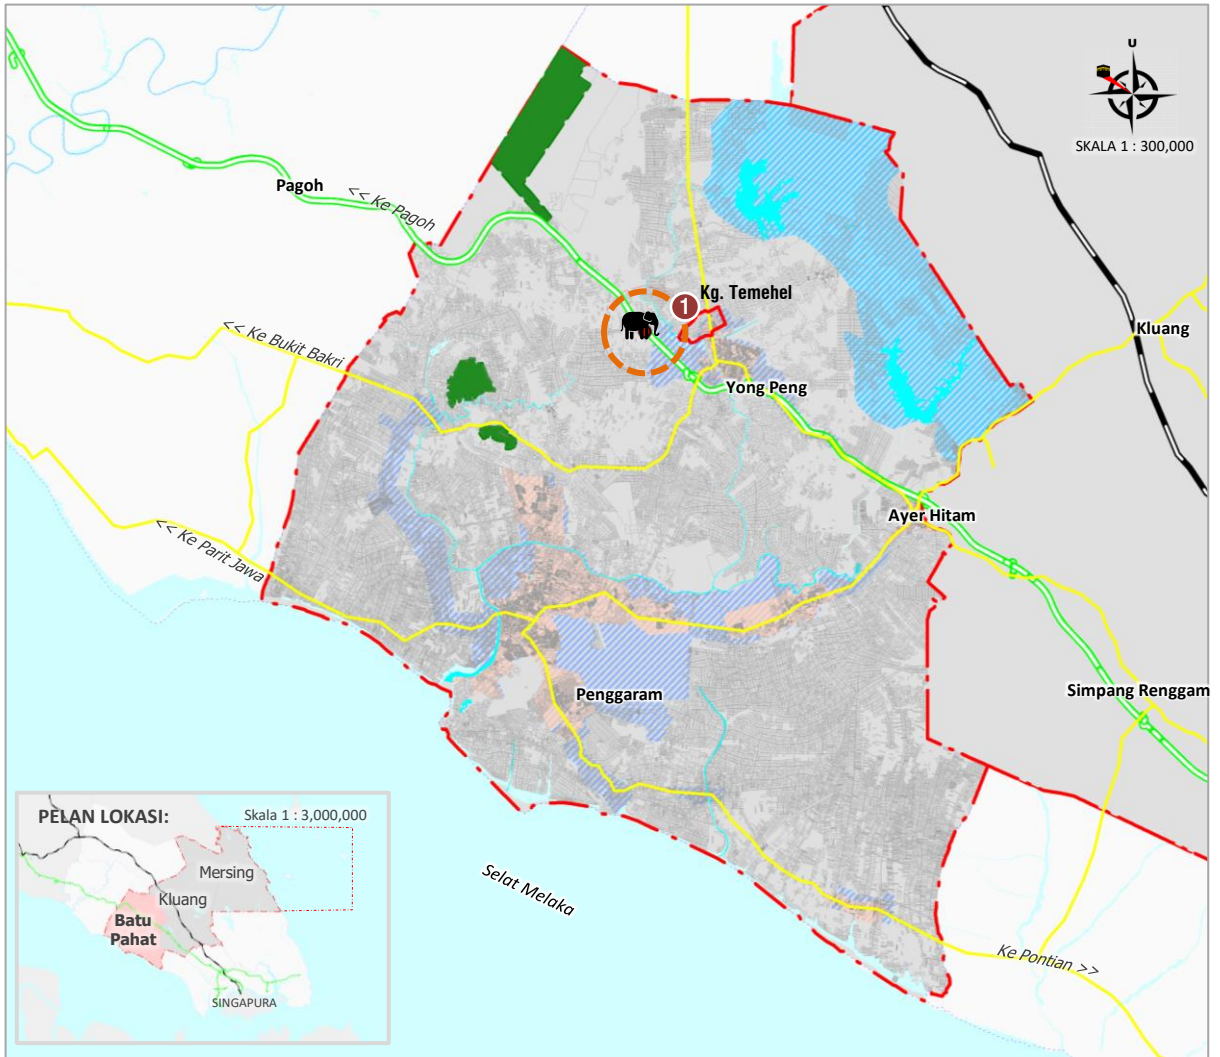 U
SKALA 1 : 300,000
Pagoh
<< Ke Pagoh
1
Kg. Temehel
<< Ke Bukit Bakri
Kluang
Yong Peng
Ayer Hitam
<< Ke Parit Jawa
Penggaram
Simpang Renggam
PELAN LOKASI:
Skala 1 : 3,000,000
Mersing
Kluang
Batu
Pahat
SINGAPURA
Selat Melaka
Ke Pontian >>